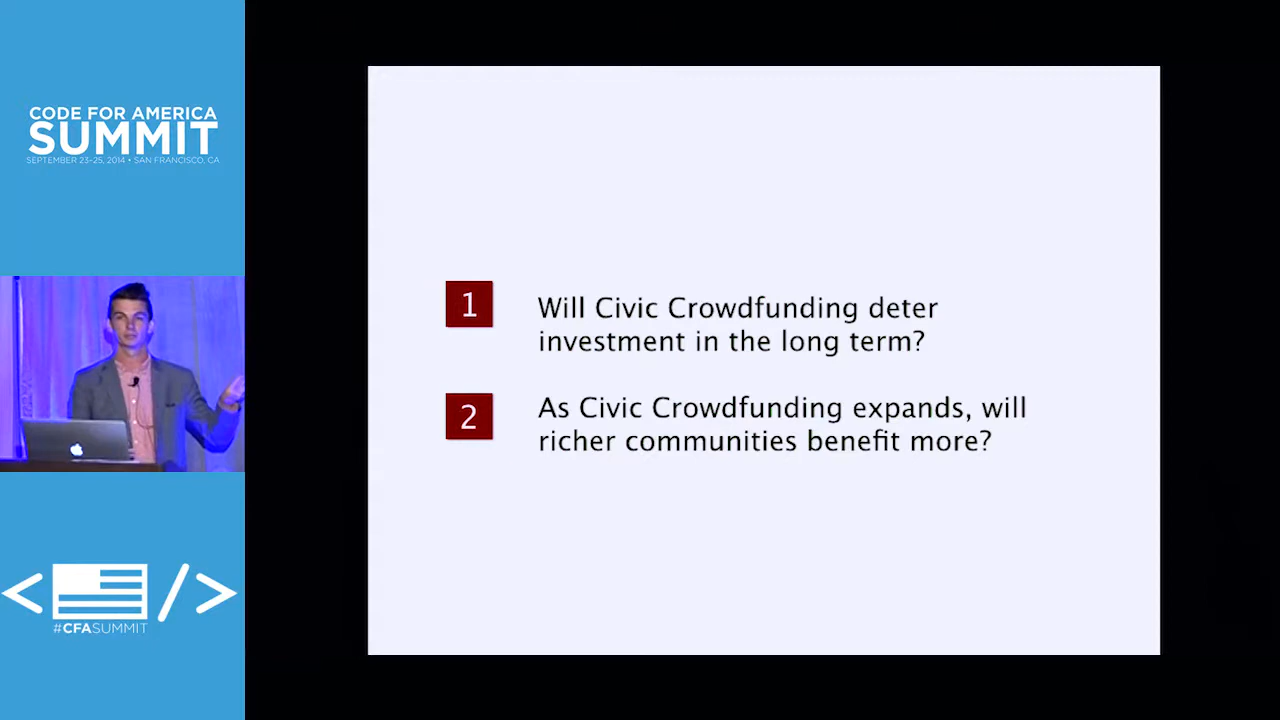 CODE FOR AMERICA
SUMMIT
SEPTEMBER 23-25, 2014 • SAN FRANCISCO, CA
1
Will Civic Crowdfunding deter
investment in the long term?
2
As Civic Crowdfunding expands, will
richer communities benefit more?
< />
#CFASUMMIT